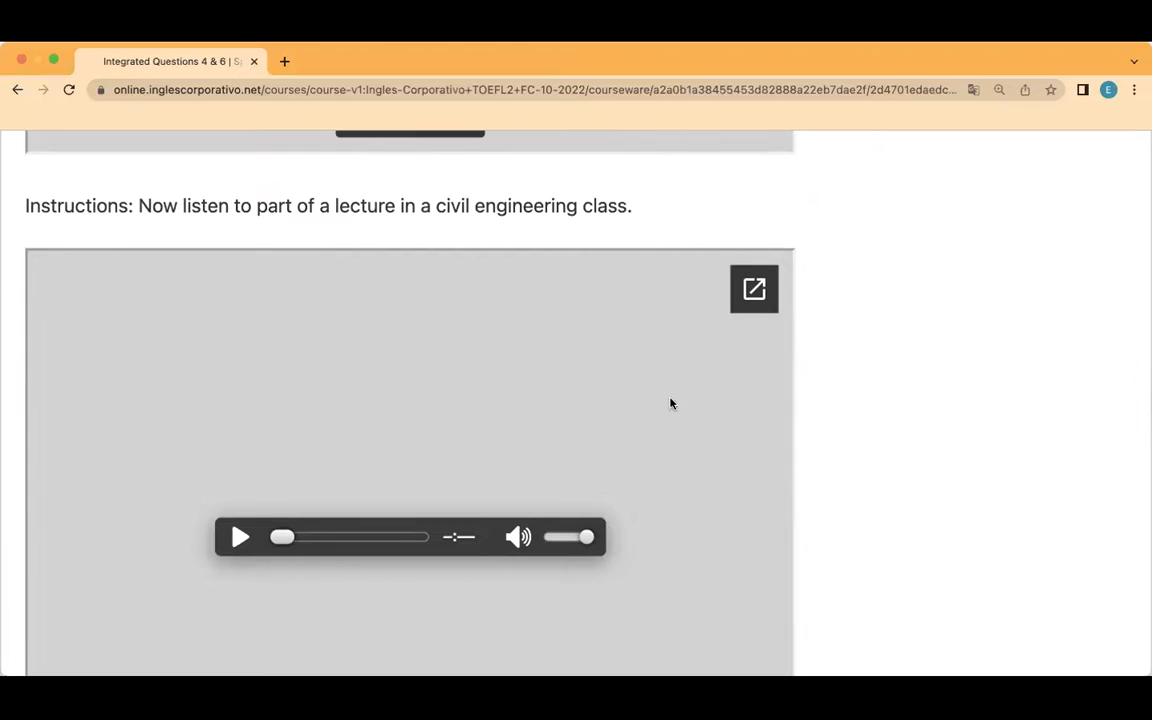 Integrated Questions 4 & 6 | Sp
online.inglescorporativo.net/courses/course-v1:Ingles-Corporativo+TOEFL2+FC-10-2022/courseware/a2a0b1a38455453d82888a22eb7dae2f/2d4701edaedc...
E
Instructions: Now listen to part of a lecture in a civil engineering class.
-:--